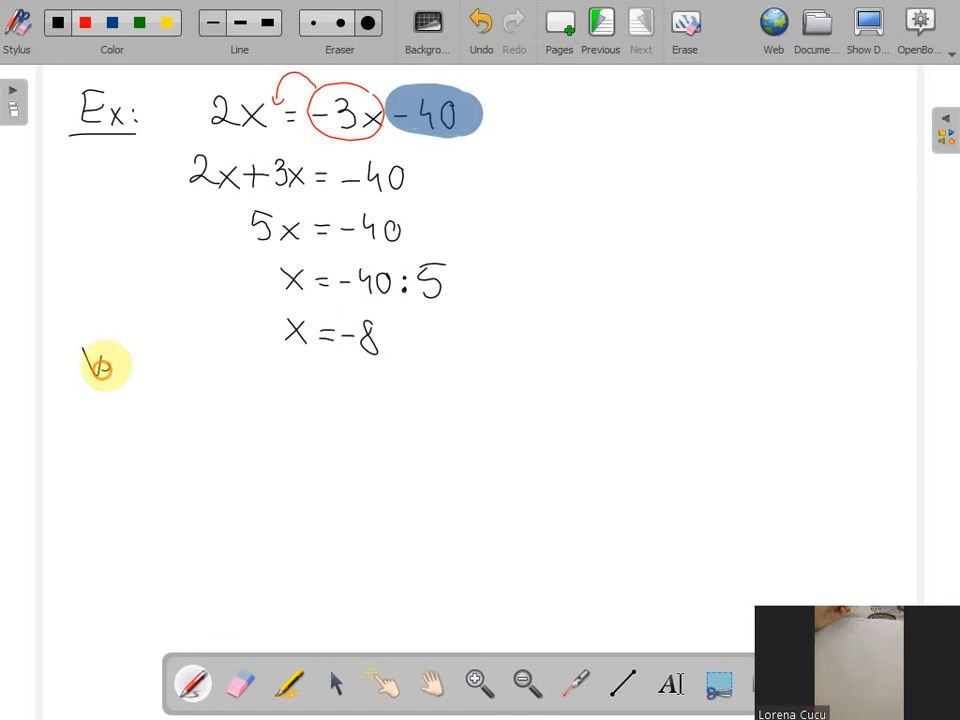 Stylus
Color
Line
Eraser
Backgro...
Undo
Redo
Pages
Previous
Next
Erase
Web
Docume...
Show D...
OpenBo...
Ex: 2x = -3x - 40
2x + 3x = -40
5x = -40
x = -40 : 5
x = -8
Lorena Cucu